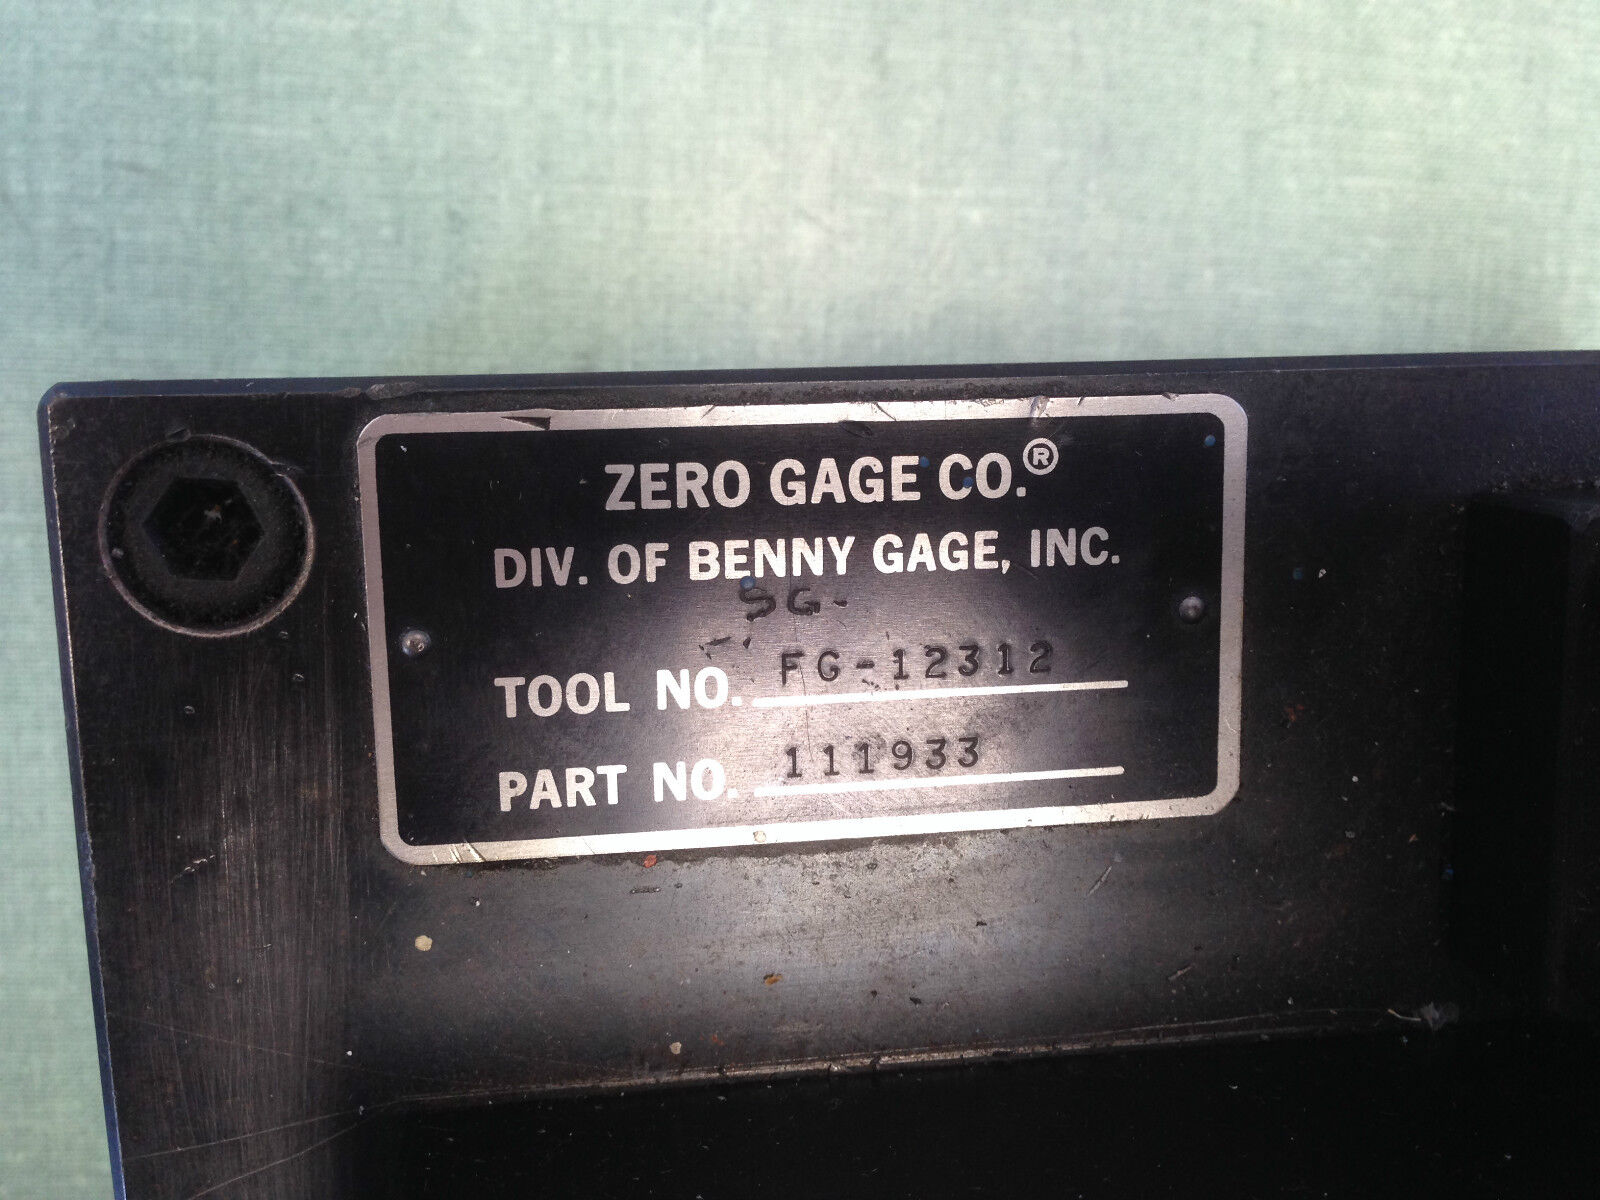 ZERO GAGE CO.®
DIV. OF BENNY GAGE, INC.
SG-
TOOL NO. FG-12312
PART NO. 111933